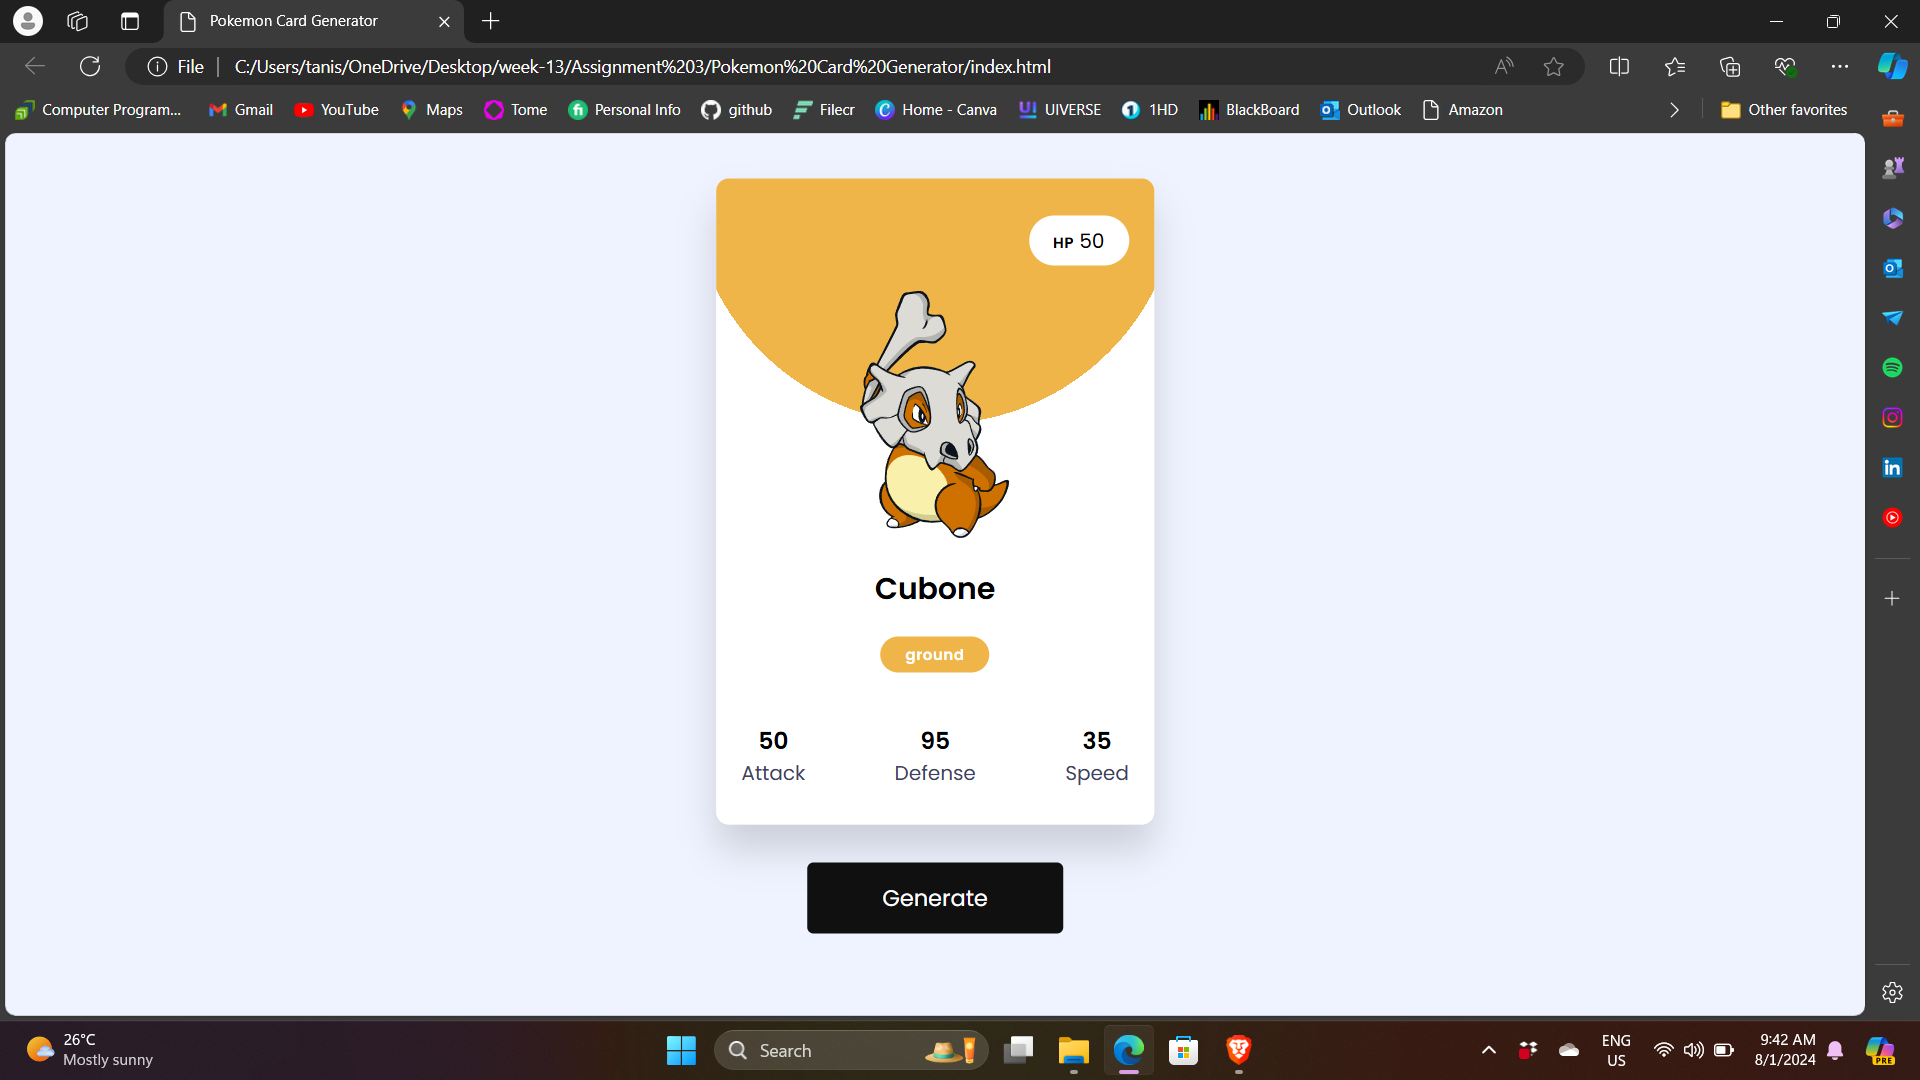 Pokemon Card Generator
File
C:/Users/tanis/OneDrive/Desktop/week-13/Assignment%203/Pokemon%20Card%20Generator/index.html
Computer Program...
Gmail
YouTube
Maps
Tome
Personal Info
github
Filecr
Home - Canva
UIVERSE
1HD
BlackBoard
Outlook
Amazon
Other favorites
HP 50
Cubone
ground
50 95 35
Attack Defense Speed
Generate
26°C
Mostly sunny
Search
ENG
US
9:42 AM
8/1/2024
PRE